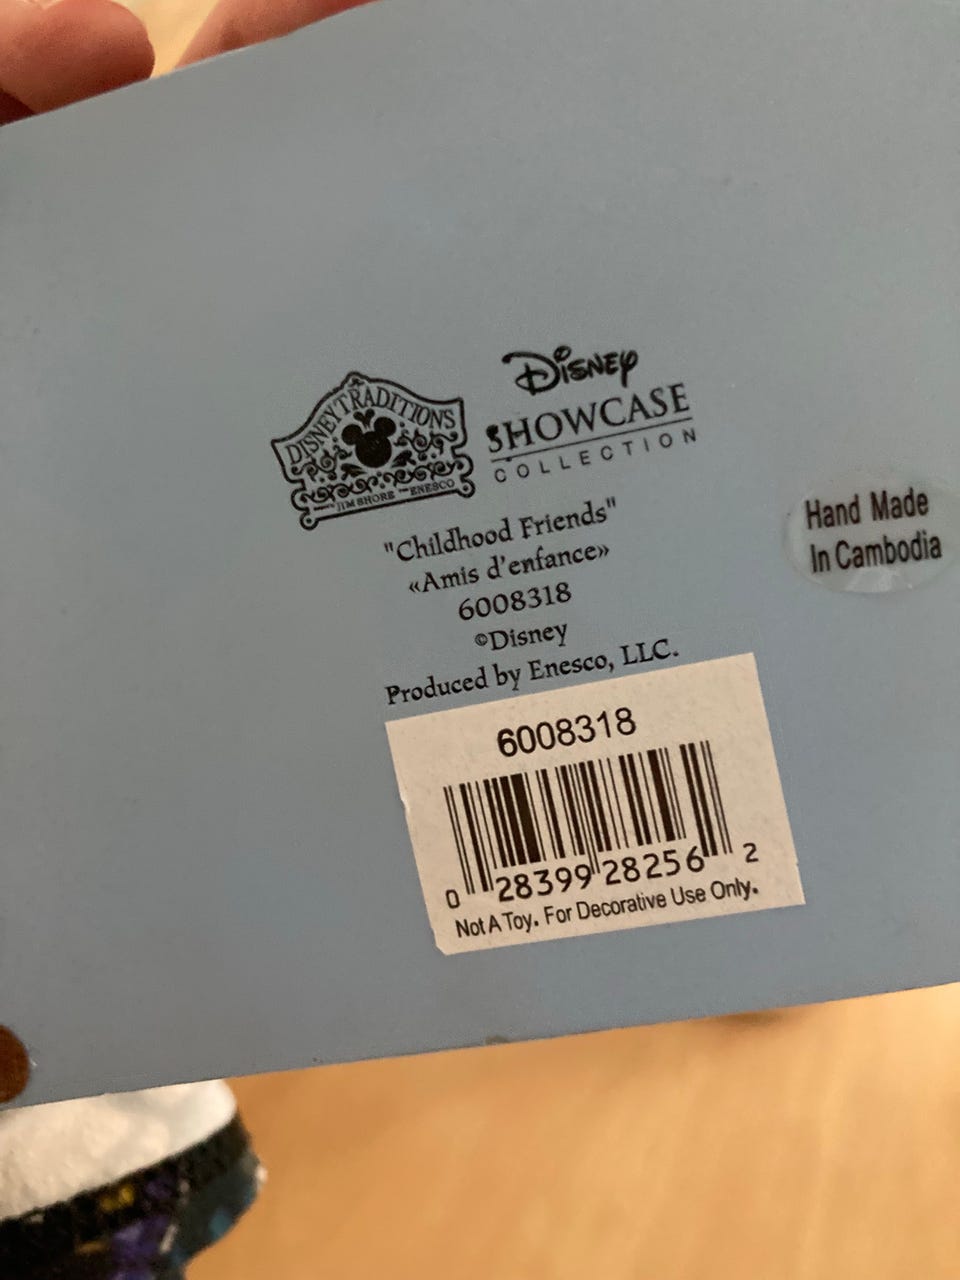 DISNEY TRADITIONS
JIM SHORE ENESCO
Disney
SHOWCASE
COLLECTION
"Childhood Friends"
«Amis d'enfance»
6008318
©Disney
Produced by Enesco, LLC.
Hand Made
In Cambodia
6008318
0 28399 28256 2
Not A Toy. For Decorative Use Only.